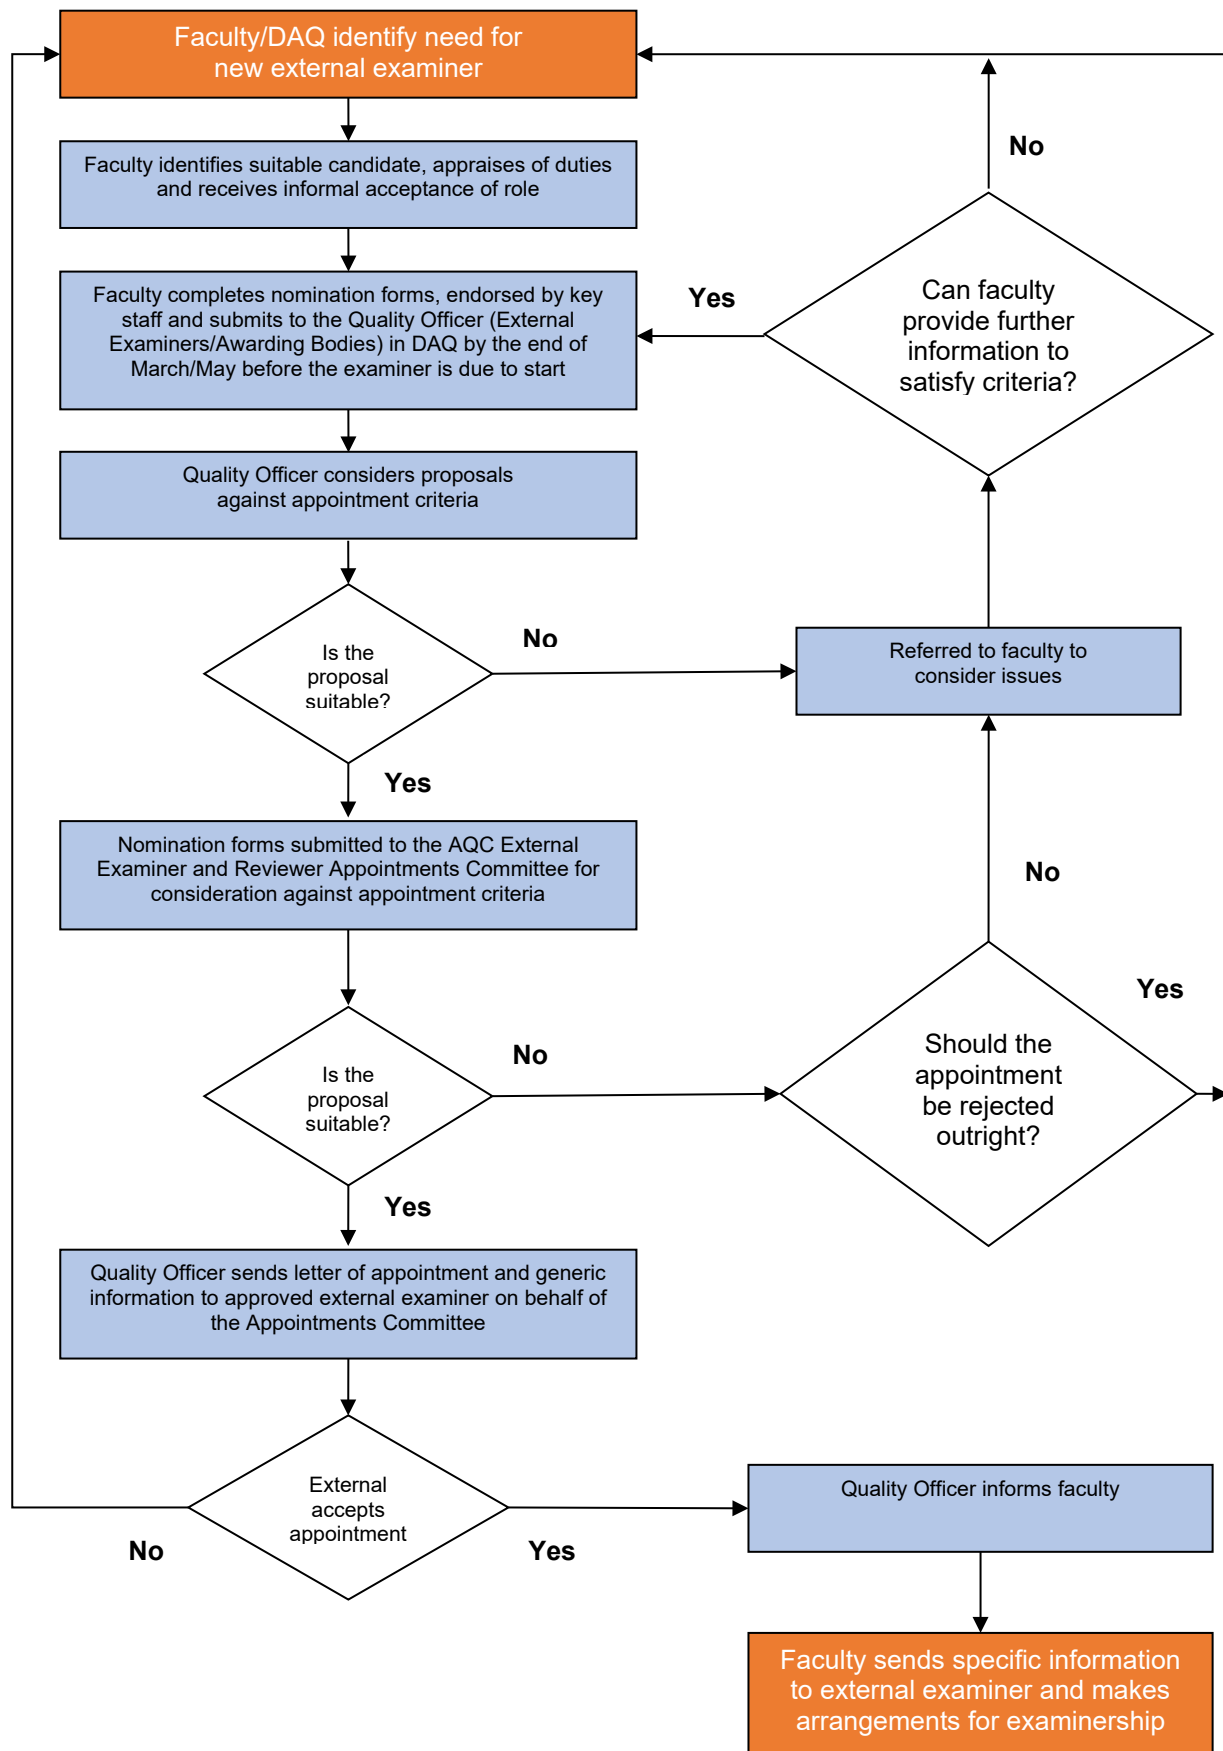 Faculty/DAQ identify need for
new external examiner
No
Faculty identifies suitable candidate, appraises of duties
and receives informal acceptance of role
Faculty completes nomination forms, endorsed by key
staff and submits to the Quality Officer (External
Examiners/Awarding Bodies) in DAQ by the end of
March/May before the examiner is due to start
Yes
Can faculty
provide further
information to
satisfy criteria?
Quality Officer considers proposals
against appointment criteria
Is the
proposal
suitable?
No
Referred to faculty to
consider issues
Yes
Nomination forms submitted to the AQC External
Examiner and Reviewer Appointments Committee for
consideration against appointment criteria
No
Is the
proposal
suitable?
No
Should the
appointment
be rejected
outright?
Yes
Yes
Quality Officer sends letter of appointment and generic
information to approved external examiner on behalf of
the Appointments Committee
External
accepts
appointment
No
Yes
Quality Officer informs faculty
Faculty sends specific information
to external examiner and makes
arrangements for examinership